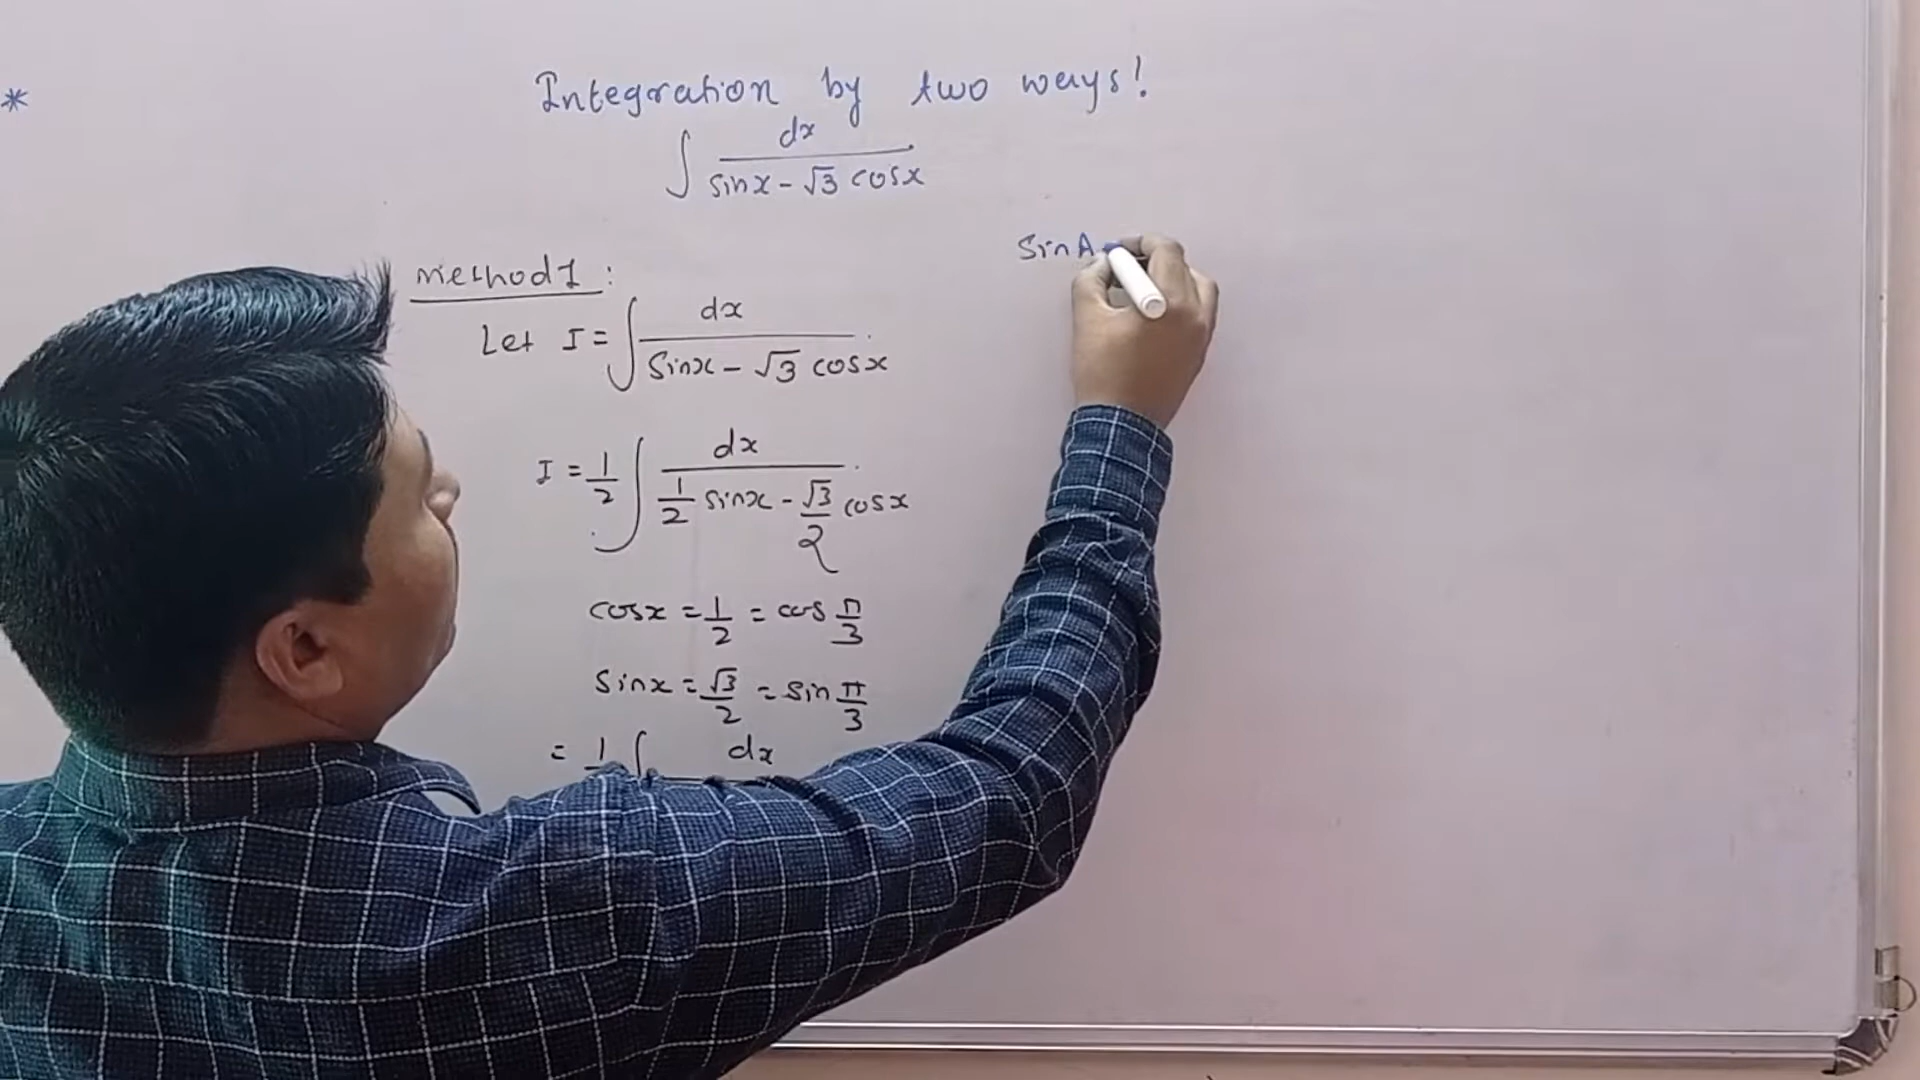 *
Integration by two ways!
∫ dx / (sinx - √3 cosx)
method 1 :
Let I = ∫ dx / (Sinx - √3 cosx)
I = 1/2 ∫ dx / (1/2 sinx - √3/2 cosx)
cosx = 1/2 = cos π/3
Sinx = √3/2 = sin π/3
= 1 ∫ dx
SinA